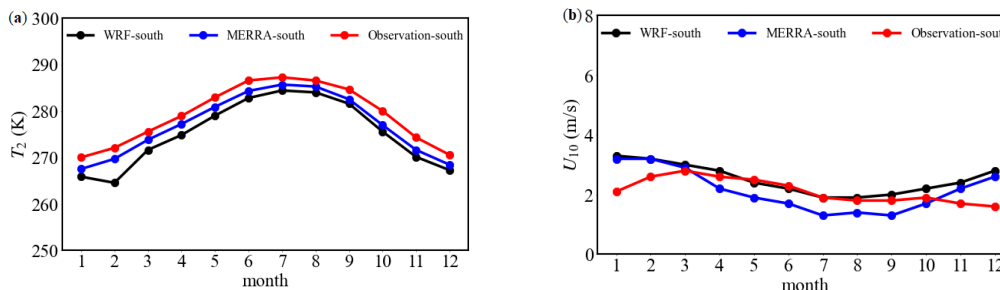 (a)
WRF-south MERRA-south Observation-south
T2 (K)
300
290
280
270
260
250
1 2 3 4 5 6 7 8 9 10 11 12
month
(b)
WRF-south MERRA-south Observation-sout
U10 (m/s)
8
6
4
2
0
1 2 3 4 5 6 7 8 9 10 11 12
month